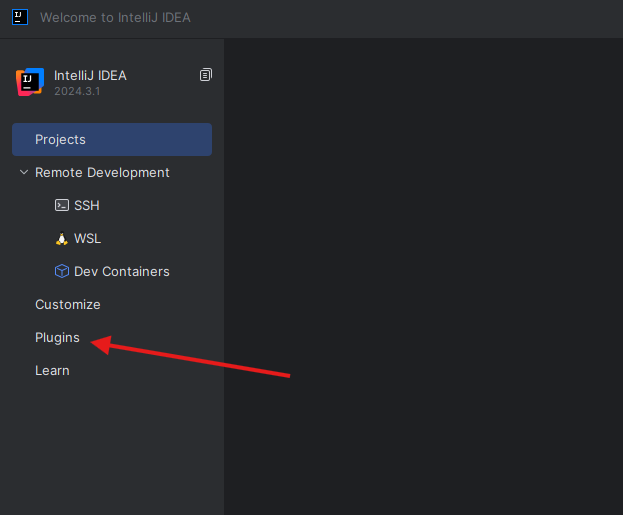 Welcome to IntelliJ IDEA
IntelliJ IDEA
2024.3.1
Projects
Remote Development
SSH
WSL
Dev Containers
Customize
Plugins
Learn